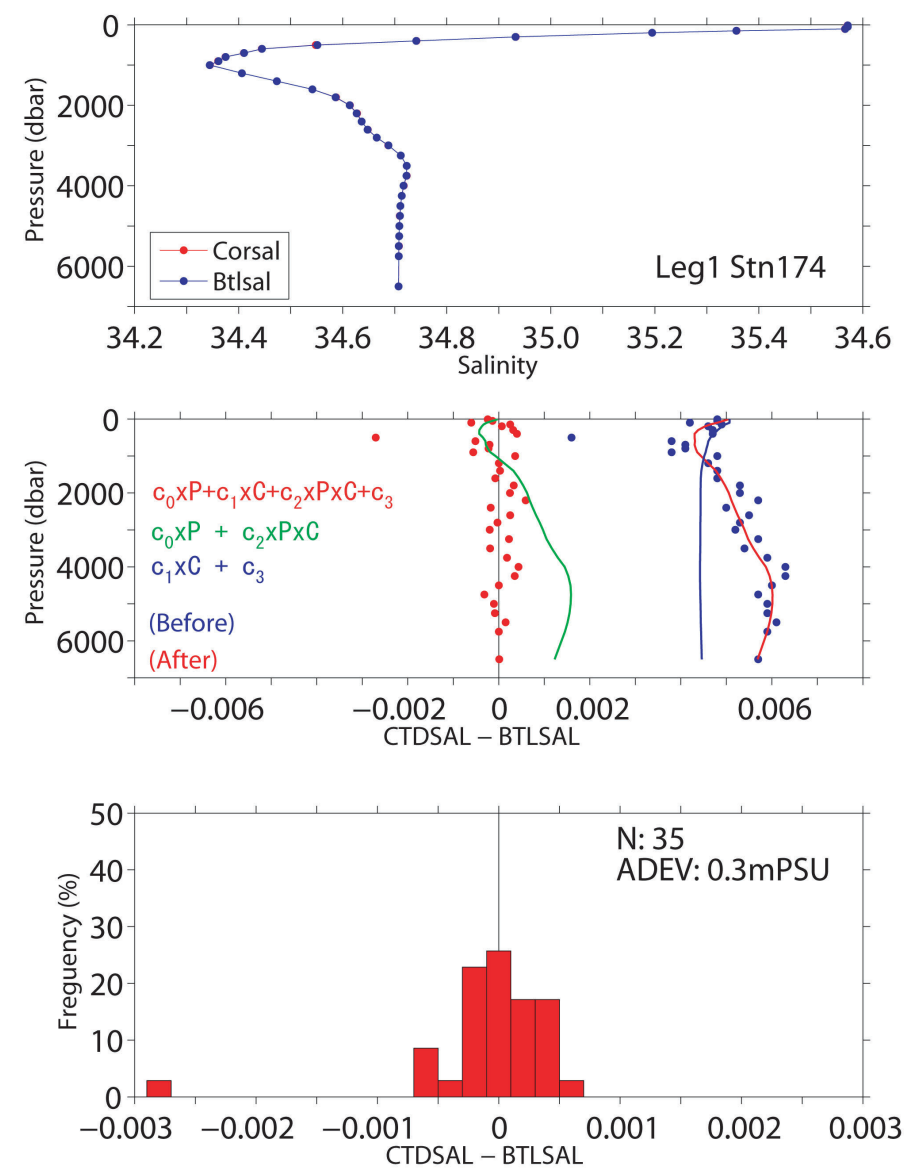 0
2000
4000
6000
Pressure (dbar)
Corsal
Btlsal
Leg1 Stn174
34.2 34.4 34.6 34.8 35.0 35.2 35.4 34.6
Salinity
0
2000
4000
6000
Pressure (dbar)
c₀xP+c₁xC+c₂xPxC+c₃
c₀xP + c₂xPxC
c₁xC + c₃
(Before)
(After)
−0.006 −0.002 0 0.002 0.006
CTDSAL − BTLSAL
50
40
30
20
10
0
Freguency (%)
N: 35
ADEV: 0.3mPSU
−0.003 −0.002 −0.001 0 0.001 0.002 0.003
CTDSAL − BTLSAL